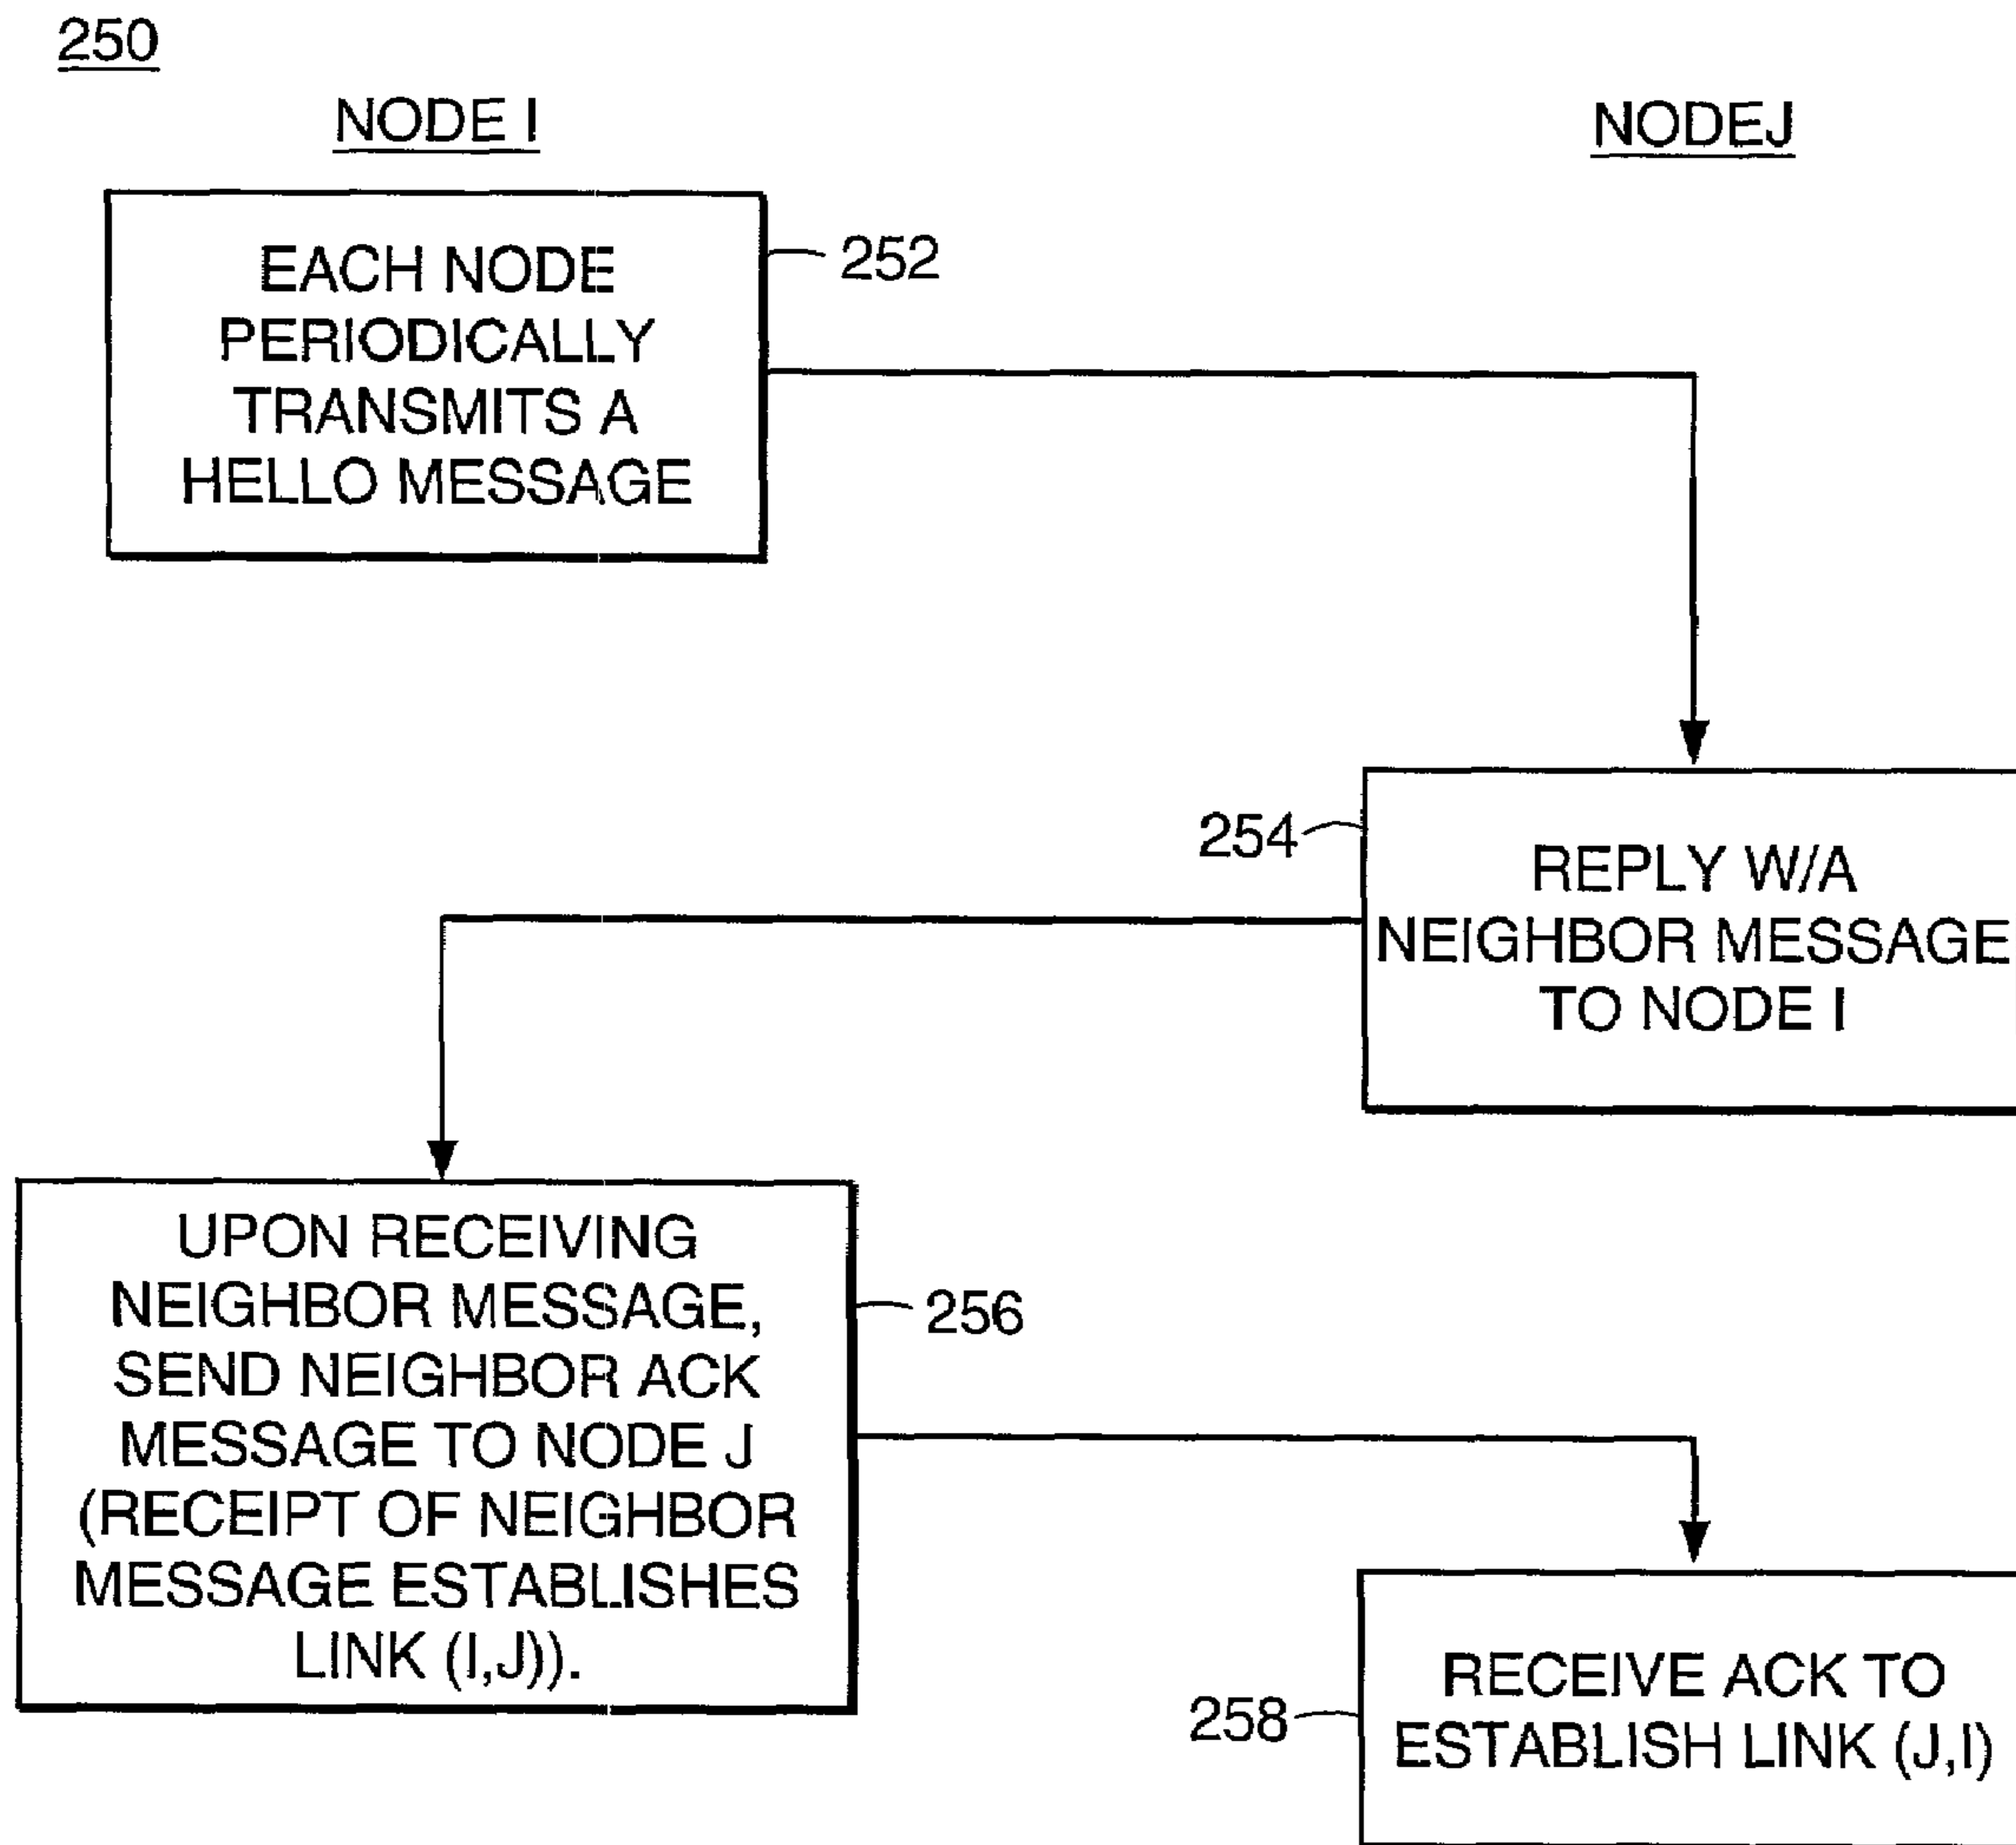 250
NODE I
NODEJ
EACH NODE
PERIODICALLY
TRANSMITS A
HELLO MESSAGE
252
254
REPLY W/A
NEIGHBOR MESSAGE
TO NODE I
UPON RECEIVING
NEIGHBOR MESSAGE,
SEND NEIGHBOR ACK
MESSAGE TO NODE J
(RECEIPT OF NEIGHBOR
MESSAGE ESTABLISHES
LINK (I,J)).
256
258
RECEIVE ACK TO
ESTABLISH LINK (J,I)